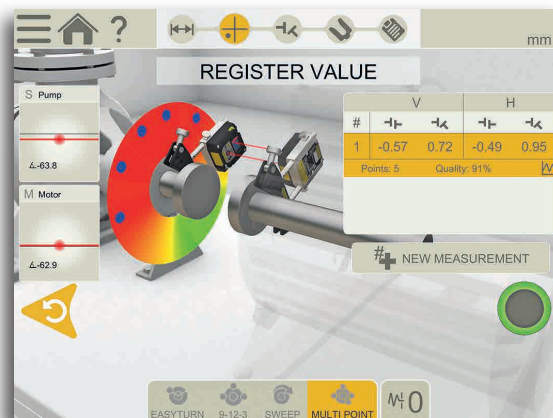 ?
mm
REGISTER VALUE
S Pump
∡-63.8
M Motor
∡-62.9
V H
#
1 -0.57 0.72 -0.49 0.95
Points: 5 Quality: 91%
# NEW MEASUREMENT
EASYTURN 9-12-3 SWEEP MULTI POINT
0